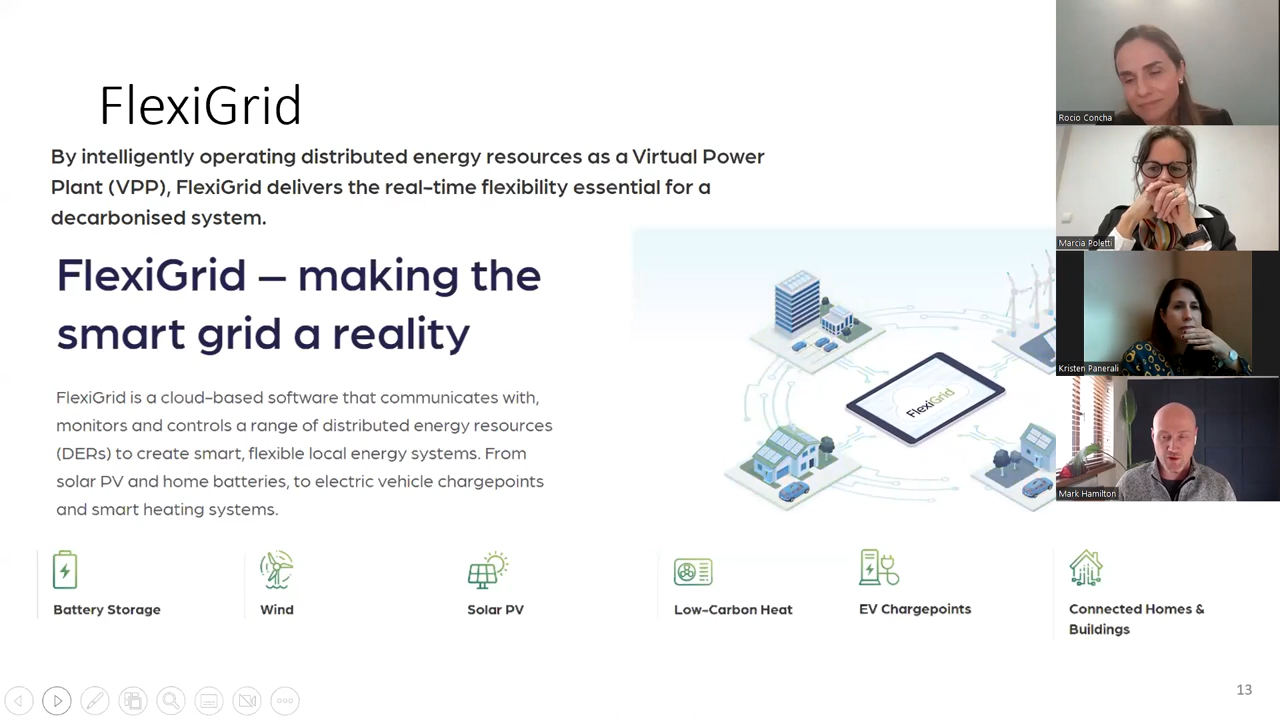 FlexiGrid
By intelligently operating distributed energy resources as a Virtual Power
Plant (VPP), FlexiGrid delivers the real-time flexibility essential for a
decarbonised system.
FlexiGrid – making the
smart grid a reality
FlexiGrid is a cloud-based software that communicates with,
monitors and controls a range of distributed energy resources
(DERs) to create smart, flexible local energy systems. From
solar PV and home batteries, to electric vehicle chargepoints
and smart heating systems.
FlexiGrid
Battery Storage
Wind
Solar PV
Low-Carbon Heat
EV Chargepoints
Connected Homes &
Buildings
Rocio Concha
Marcia Poletti
Kristen Panerali
Mark Hamilton
13